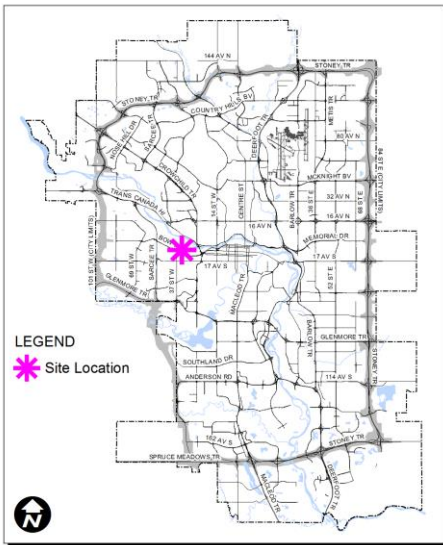 144 AV N
STONEY TR
STONEY TR
COUNTRY HILLS BV
SARCEE TR
METIS TR
DEERFOOT TR
NOSE HILL DR
80 AV N
CROWCHILD TR
84 ST E (CITY LIMITS)
MCKNIGHT BV
TRANS CANADA HI
14 ST W
CENTRE ST
BARLOW TR
36 ST E
68 ST E
32 AV N
16 AV N
16 AV N
MEMORIAL DR
101 ST W (CITY LIMITS)
69 ST W
SARCEE TR
37 ST W
17 AV S
17 AV S
52 ST E
GLENMORE TR
MACLEOD TR
BARLOW TR
GLENMORE TR
LEGEND
Site Location
SOUTHLAND DR
ANDERSON RD
114 AV S
STONEY TR
162 AV S
STONEY TR
SPRUCE MEADOWS TR
MACLEOD TR
DEERFOOT TR
N